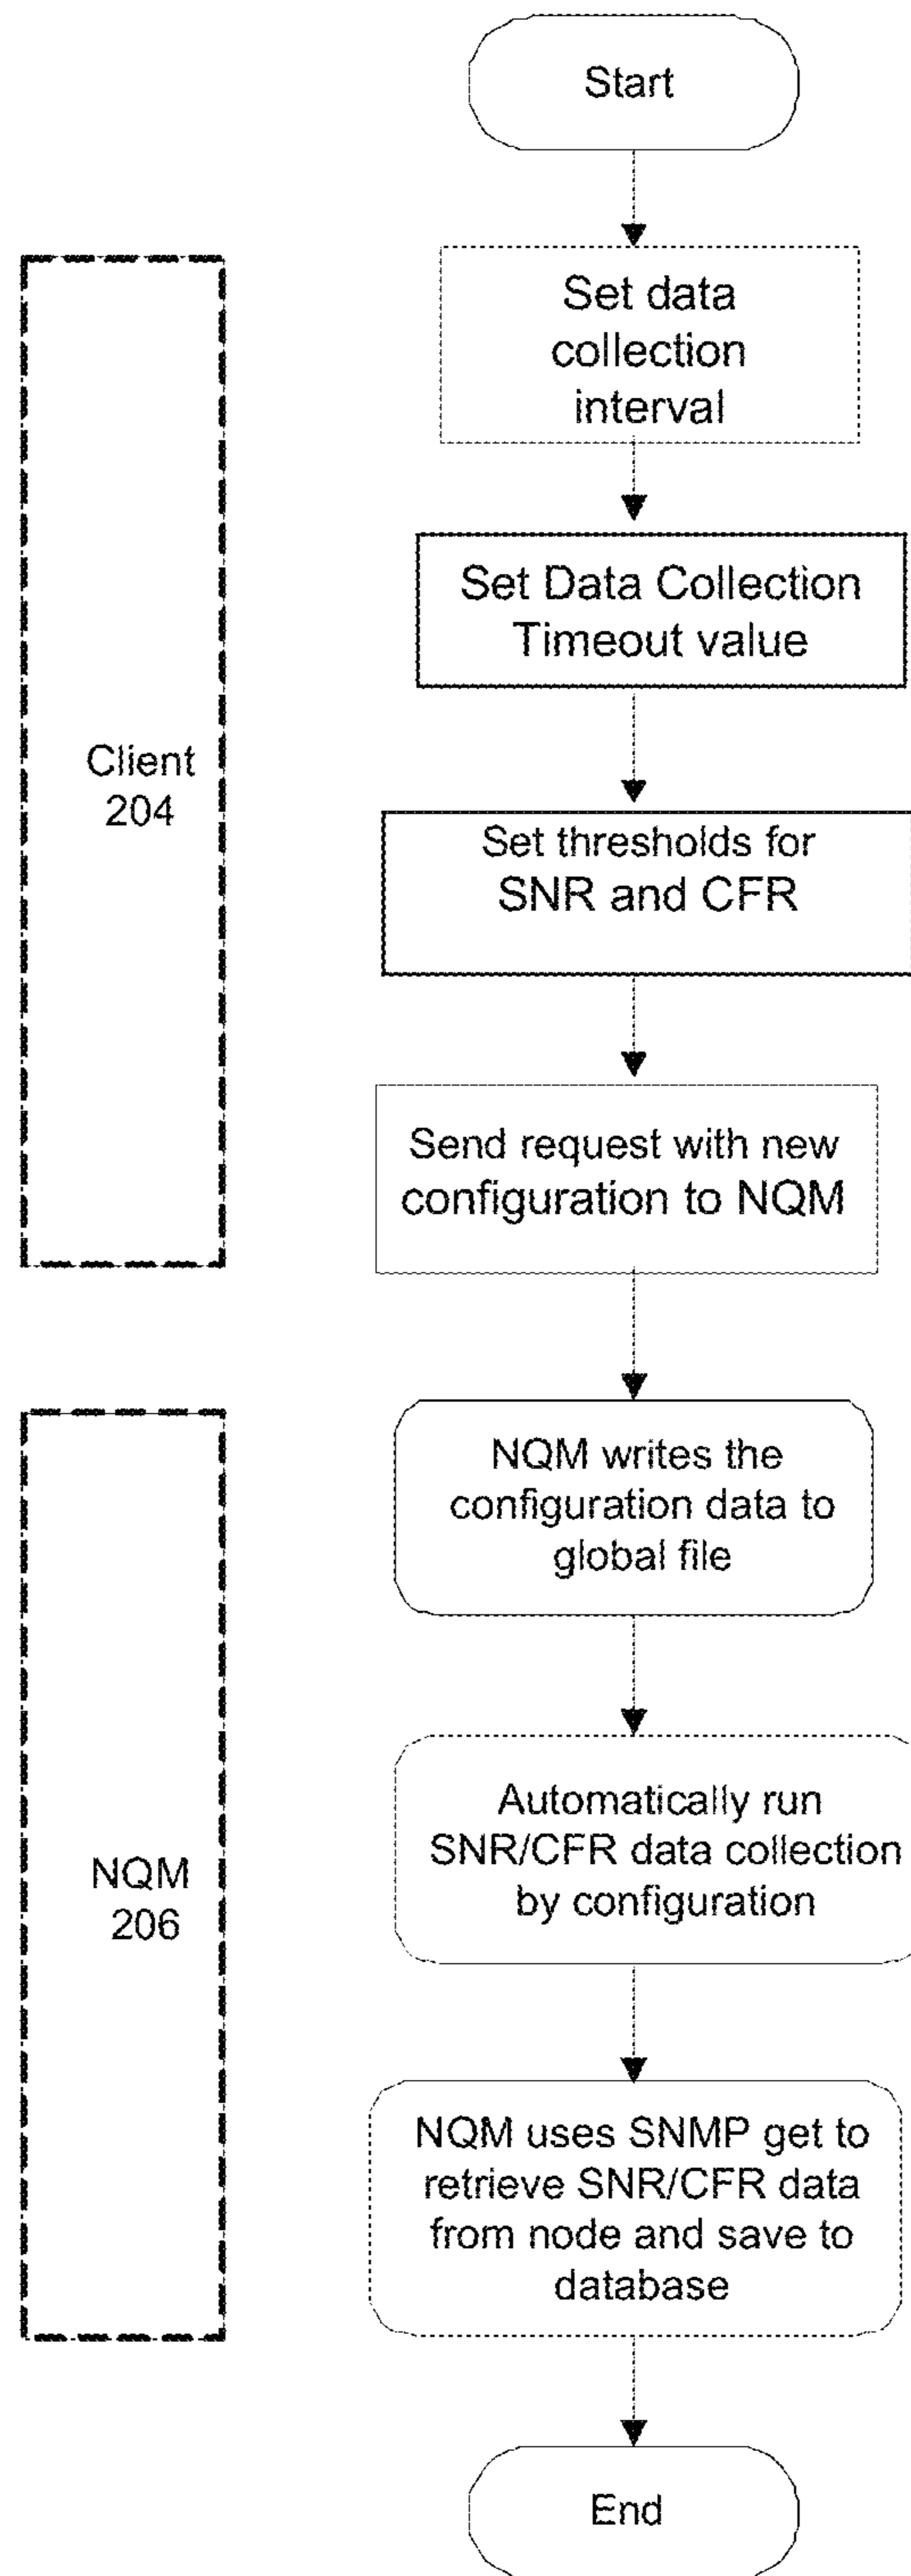 Start
Set data
collection
interval
Set Data Collection
Timeout value
Client
204
Set thresholds for
SNR and CFR
Send request with new
configuration to NQM
NQM writes the
configuration data to
global file
Automatically run
SNR/CFR data collection
by configuration
NQM
206
NQM uses SNMP get to
retrieve SNR/CFR data
from node and save to
database
End